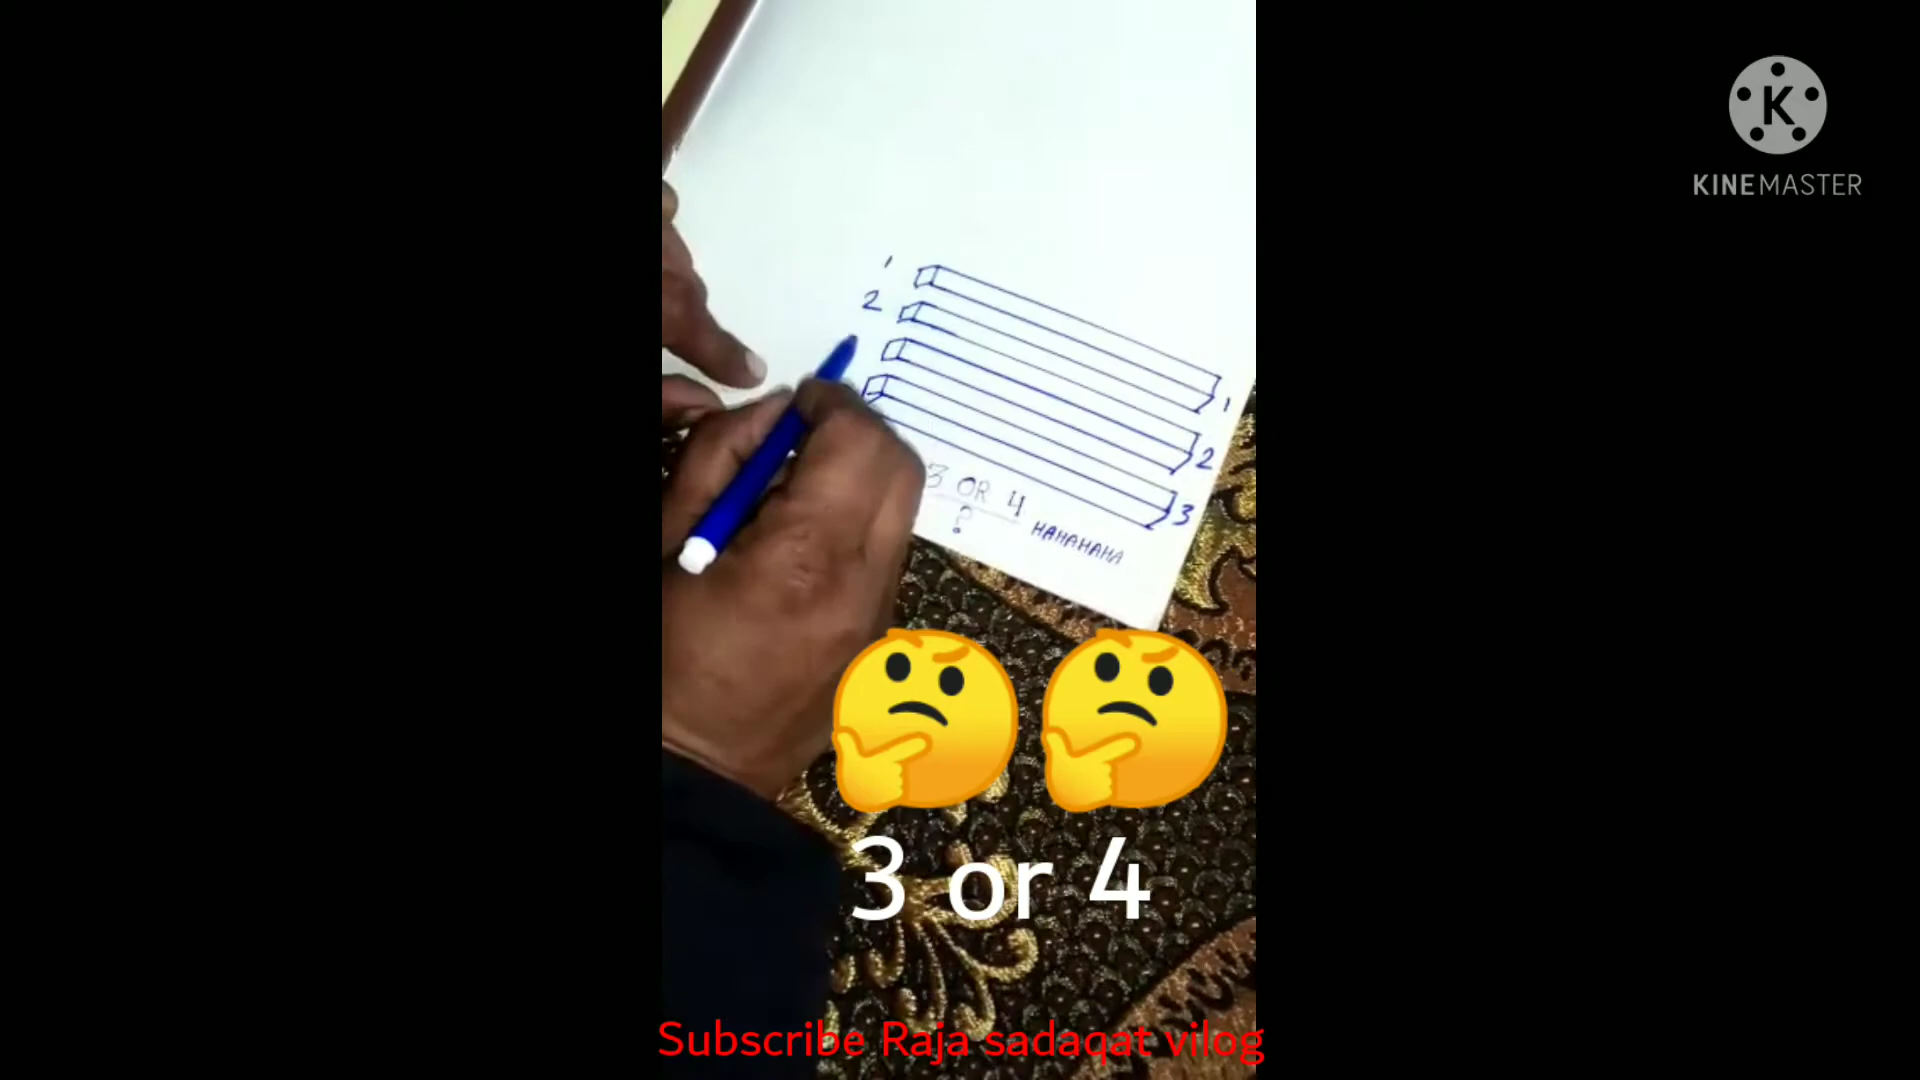 KINEMASTER
1
2
1
2
3
3 OR 4
?
HAHAHAHA
3 or 4
Subscribe Raja sadaqat vilog